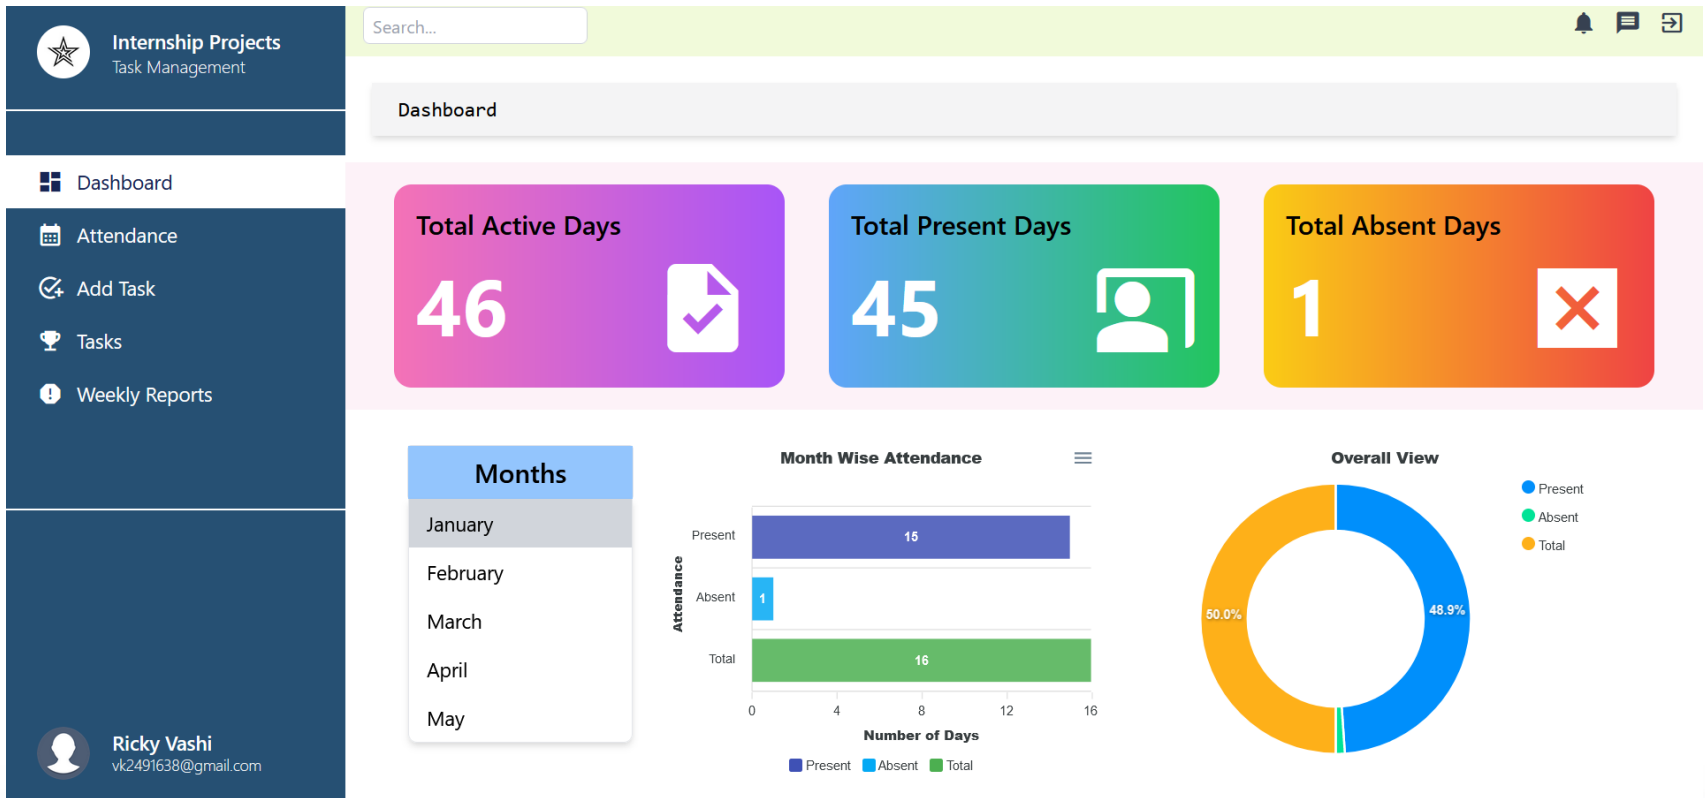 Internship Projects
Task Management
Dashboard
Attendance
Add Task
Tasks
Weekly Reports
Ricky Vashi
vk2491638@gmail.com
Search...
Dashboard
Total Active Days
46
Total Present Days
45
Total Absent Days
1
Months
January
February
March
April
May
Month Wise Attendance
Attendance
Present
15
Absent
1
Total
16
0 4 8 12 16
Number of Days
Present Absent Total
Overall View
50.0%
48.9%
Present
Absent
Total